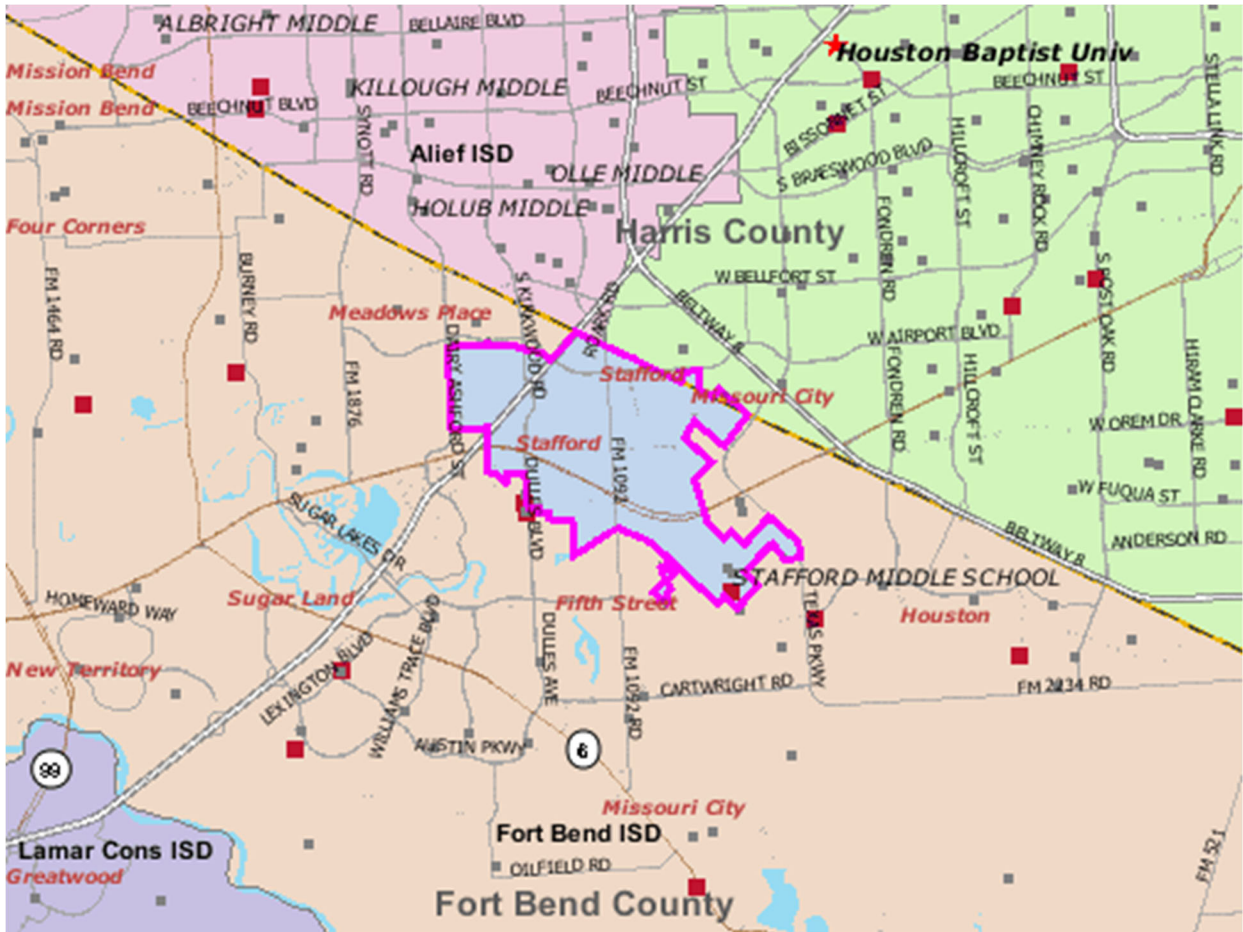 ALBRIGHT MIDDLE
BELLAIRE BLVD
Houston Baptist Univ
Mission Bend
KILLOUGH MIDDLE
BEECHNUT ST
BEECHNUT ST
STELLA LINK RD
Mission Bend
BEECHNUT BLVD
BISSONNET ST
SYNOTT RD
Alief ISD
HILLCROFT ST
CHIMNEY ROCK RD
S BRAESWOOD BLVD
OLLE MIDDLE
HOLUB MIDDLE
Four Corners
Harris County
FONDREN RD
FM 1464 RD
BURNEY RD
S KIRKWOOD RD
W BELLFORT ST
S POST OAK RD
Meadows Place
BELTWAY 8
W AIRPORT BLVD
DAIRY ASHFORD ST
FM 1876
FONDREN RD
HILLCROFT ST
HIRAM CLARKE RD
Stafford
Missouri City
W OREM DR
Stafford
FM 1092
DULLES BLVD
W FUQUA ST
SUGAR LAKES DR
BELTWAY 8
ANDERSON RD
STAFFORD MIDDLE SCHOOL
HOMEWARD WAY
Sugar Land
Fifth Street
TEXAS PKWY
Houston
LEXINGTON BLVD
WILLIAMS TRACE BLVD
DULLES AVE
FM 1092 RD
New Territory
CARTWRIGHT RD
FM 2234 RD
AUSTIN PKWY
6
99
Missouri City
Fort Bend ISD
Lamar Cons ISD
OILFIELD RD
FM 521
Greatwood
Fort Bend County